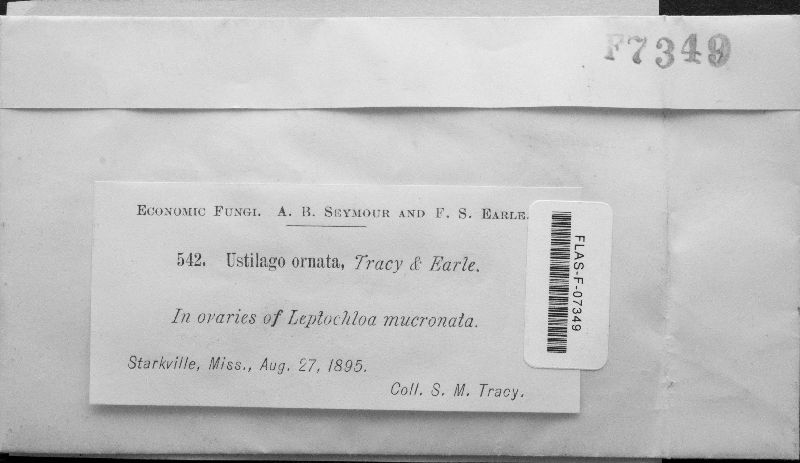 F7349
ECONOMIC FUNGI. A. B. SEYMOUR AND F. S. EARLE.
542. Ustilago ornata, Tracy & Earle.
In ovaries of Leptochloa mucronata.
Starkville, Miss., Aug. 27, 1895.
Coll. S. M. Tracy.
FLAS-F-07349